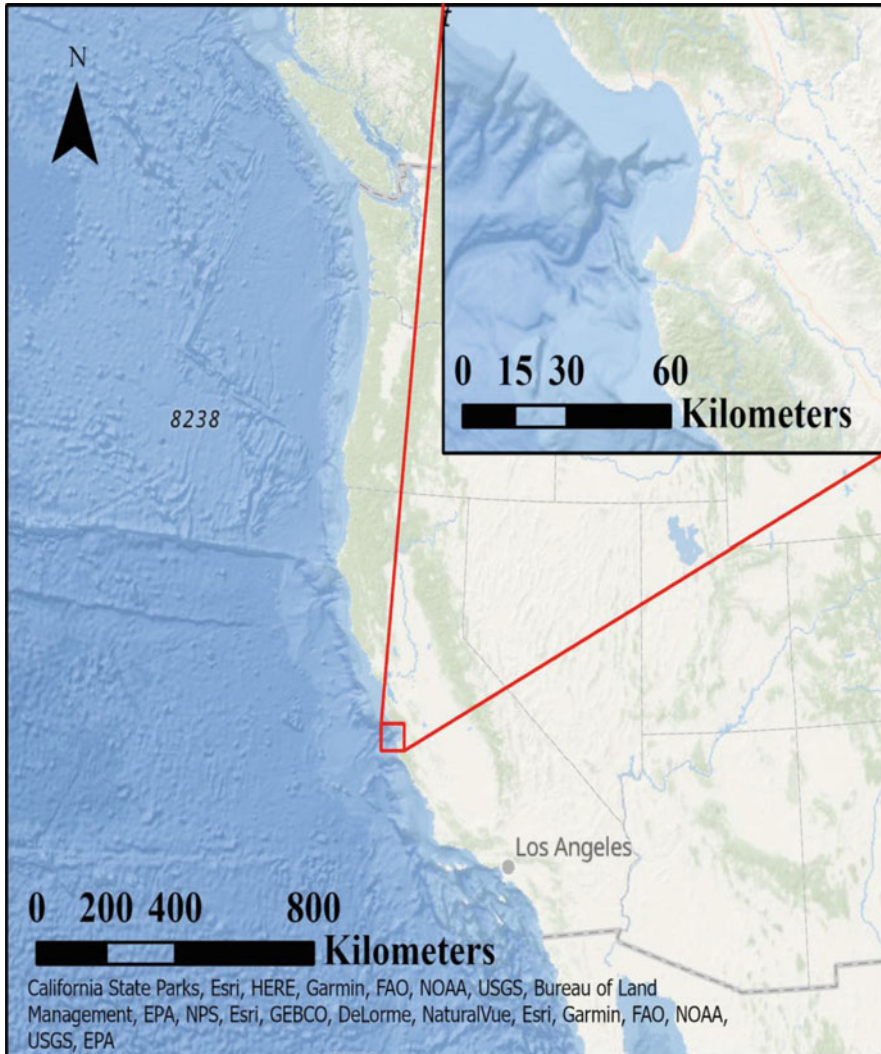 t
N
0 15 30 60
Kilometers
8238
Los Angeles
0 200 400 800
Kilometers
California State Parks, Esri, HERE, Garmin, FAO, NOAA, USGS, Bureau of Land
Management, EPA, NPS, Esri, GEBCO, DeLorme, NaturalVue, Esri, Garmin, FAO, NOAA,
USGS, EPA